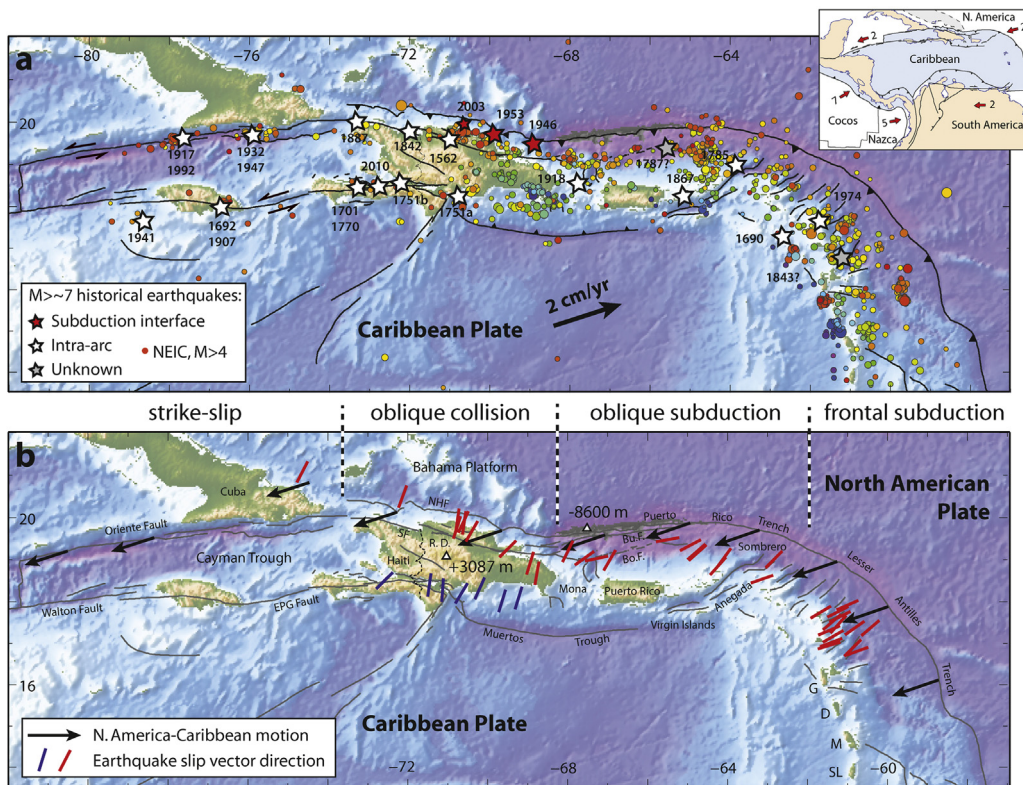 a
−80
−76
−72
−68
−64
20
N. America
2
2
Caribbean
7
Cocos
5
Nazca
2
South America
2003
1953
1946
1917
1992
1932
1947
1887
1842
1562
2010
1787?
1785
1918
1867
1974
1701
1770
1751b
1751a
1941
1692
1907
1690
1843?
2 cm/yr
Caribbean Plate
M>~7 historical earthquakes:
Subduction interface
Intra-arc
NEIC, M>4
Unknown
strike-slip
oblique collision
oblique subduction
frontal subduction
b
Bahama Platform
North American
Plate
Cuba
20
NHF
-8600 m
Puerto
Rico
Trench
Oriente Fault
SF
R. D.
Bu.F.
Bo.F.
Sombrero
Cayman Trough
Haiti
+3087 m
Lesser
Mona
Puerto Rico
Anegada
Walton Fault
EPG Fault
Virgin Islands
Antilles
Muertos
Trough
16
G
Trench
D
Caribbean Plate
M
SL
N. America-Caribbean motion
Earthquake slip vector direction
−72
−68
−64
−60